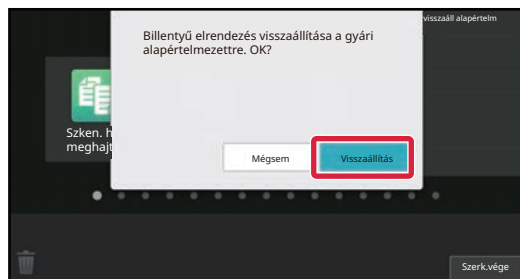 visszaáll alapértelm
Billentyű elrendezés visszaállítása a gyári
alapértelmezettre. OK?
Szken. h
meghajt
Mégsem
Visszaállítás
Szerk.vége